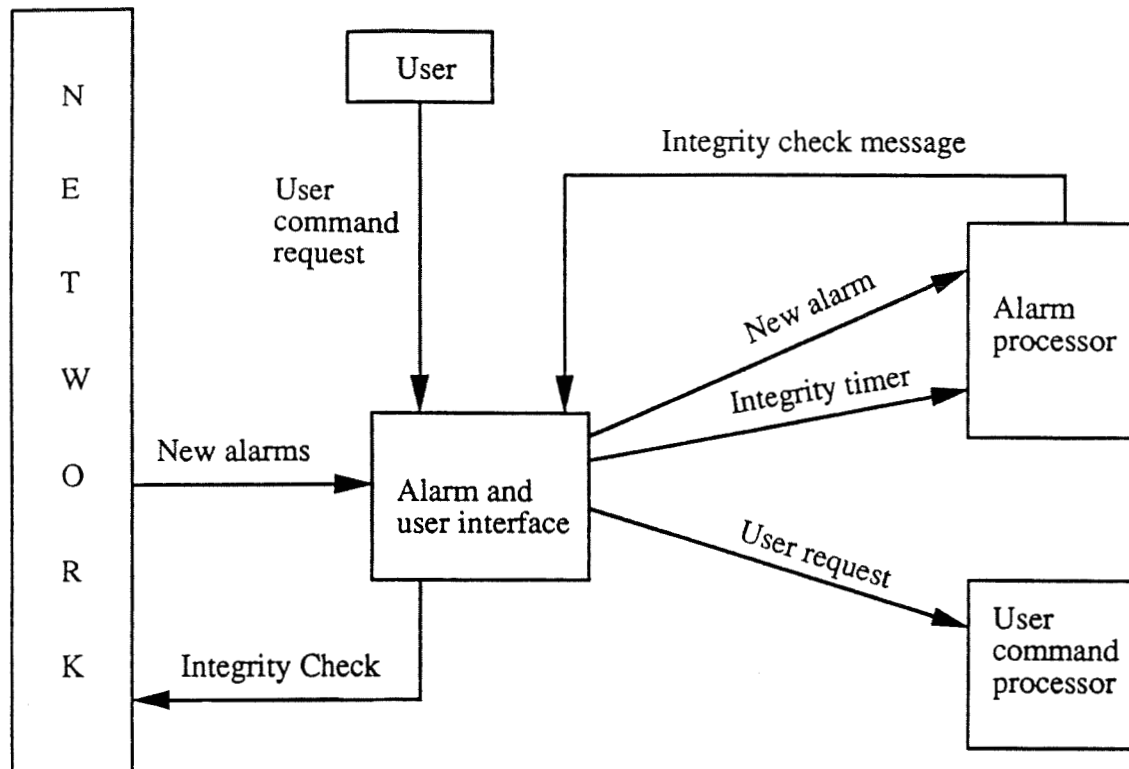 N
E
T
W
O
R
K
User
User
command
request
Integrity check message
New alarm
Integrity timer
Alarm
processor
New alarms
Alarm and
user interface
User request
Integrity Check
User
command
processor